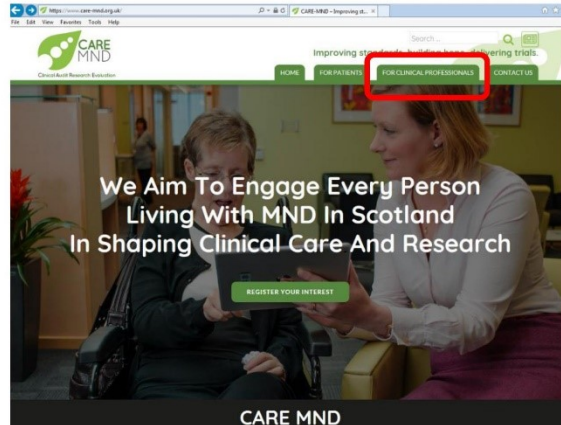 https://www.care-mnd.org.uk/
CARE-MND – Improving st...
File Edit View Favorites Tools Help
CARE
MND
Clinical Audit Research Evaluation
Search ...
Improving standards, building hope, delivering trials.
HOME
FOR PATIENTS
FOR CLINICAL PROFESSIONALS
CONTACT US
We Aim To Engage Every Person
Living With MND In Scotland
In Shaping Clinical Care And Research
REGISTER YOUR INTEREST
CARE MND